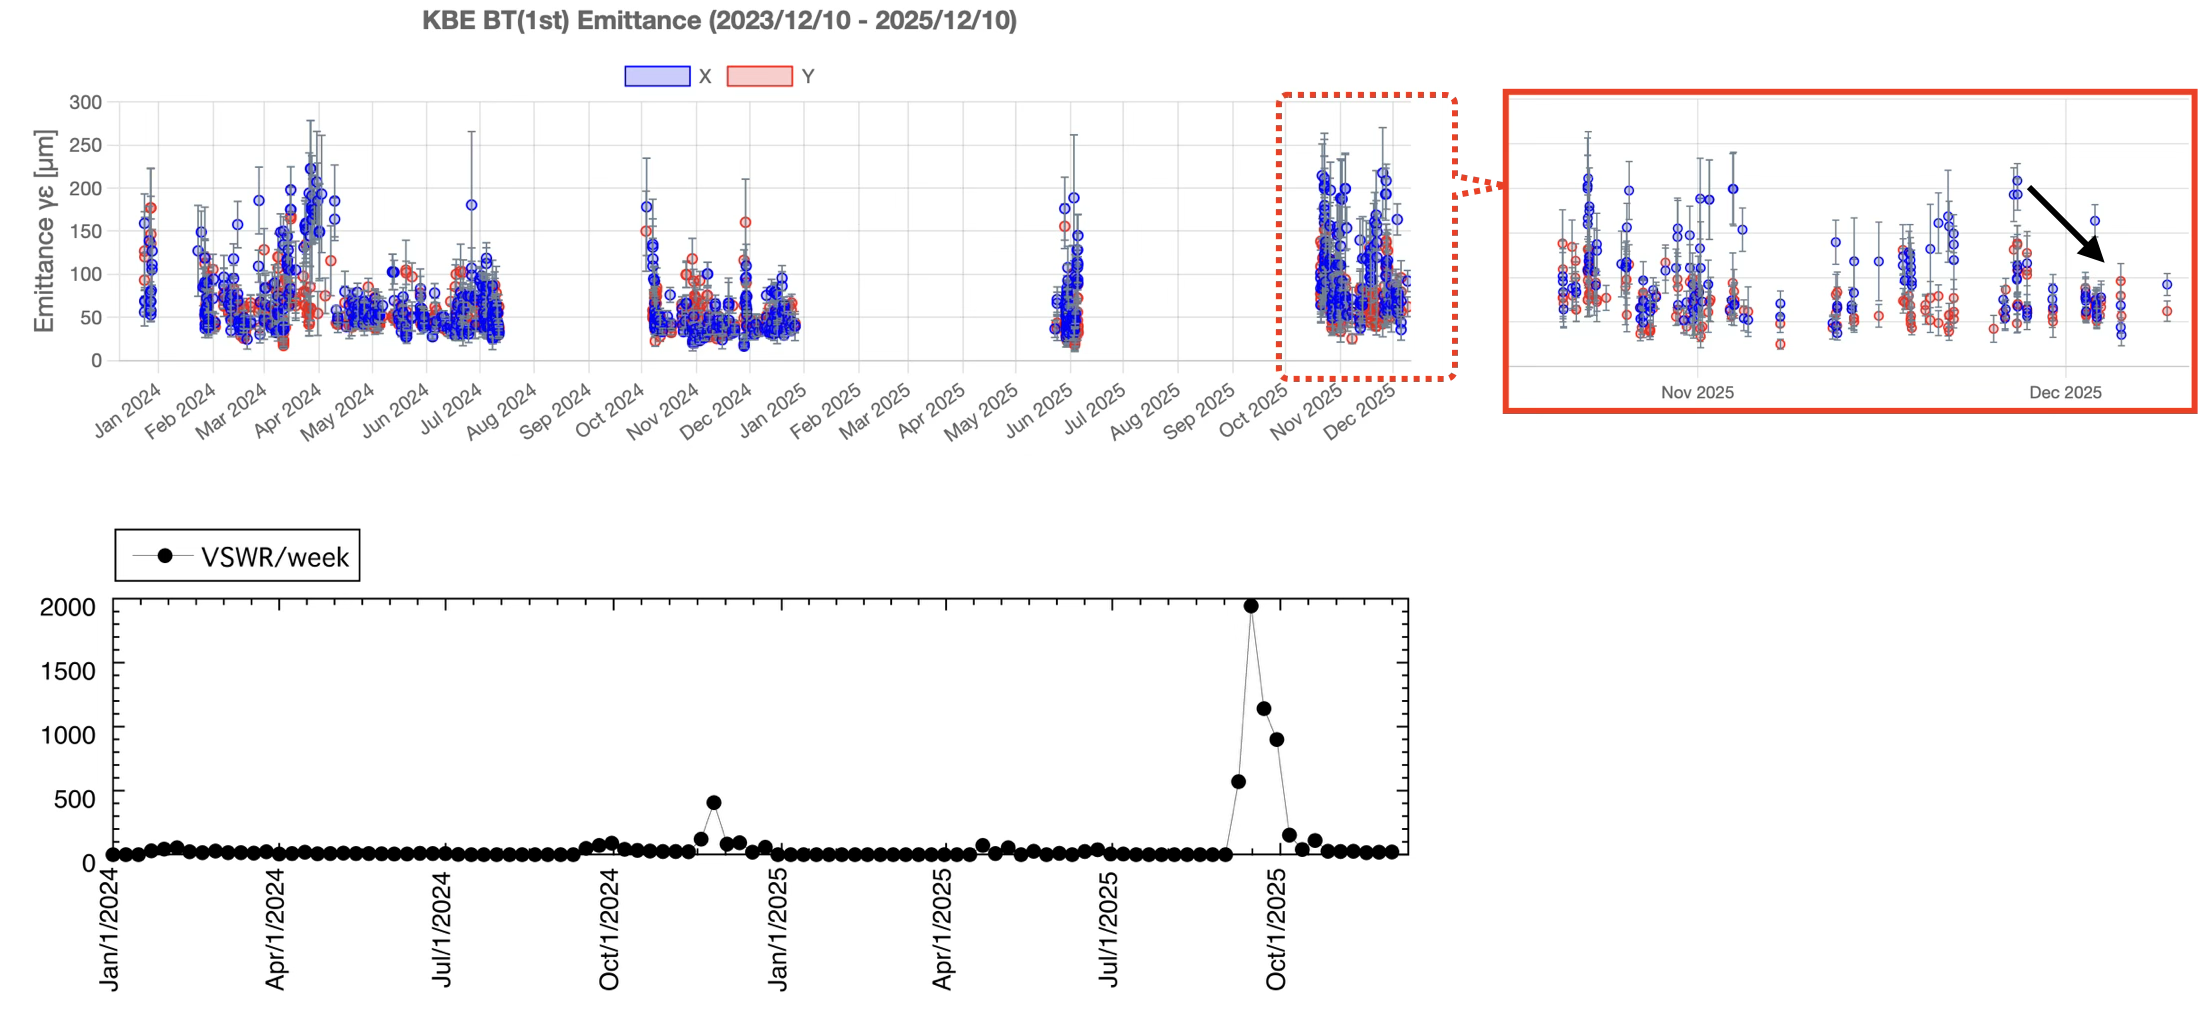 KBE BT(1st) Emittance (2023/12/10 - 2025/12/10)
X Y
Emittance γε [μm]
300
250
200
150
100
50
0
Jan 2024 Feb 2024 Mar 2024 Apr 2024 May 2024 Jun 2024 Jul 2024 Aug 2024 Sep 2024 Oct 2024 Nov 2024 Dec 2024 Jan 2025 Feb 2025 Mar 2025 Apr 2025 May 2025 Jun 2025 Jul 2025 Aug 2025 Sep 2025 Oct 2025 Nov 2025 Dec 2025
Nov 2025 Dec 2025
VSWR/week
2000
1500
1000
500
0
Jan/1/2024 Apr/1/2024 Jul/1/2024 Oct/1/2024 Jan/1/2025 Apr/1/2025 Jul/1/2025 Oct/1/2025